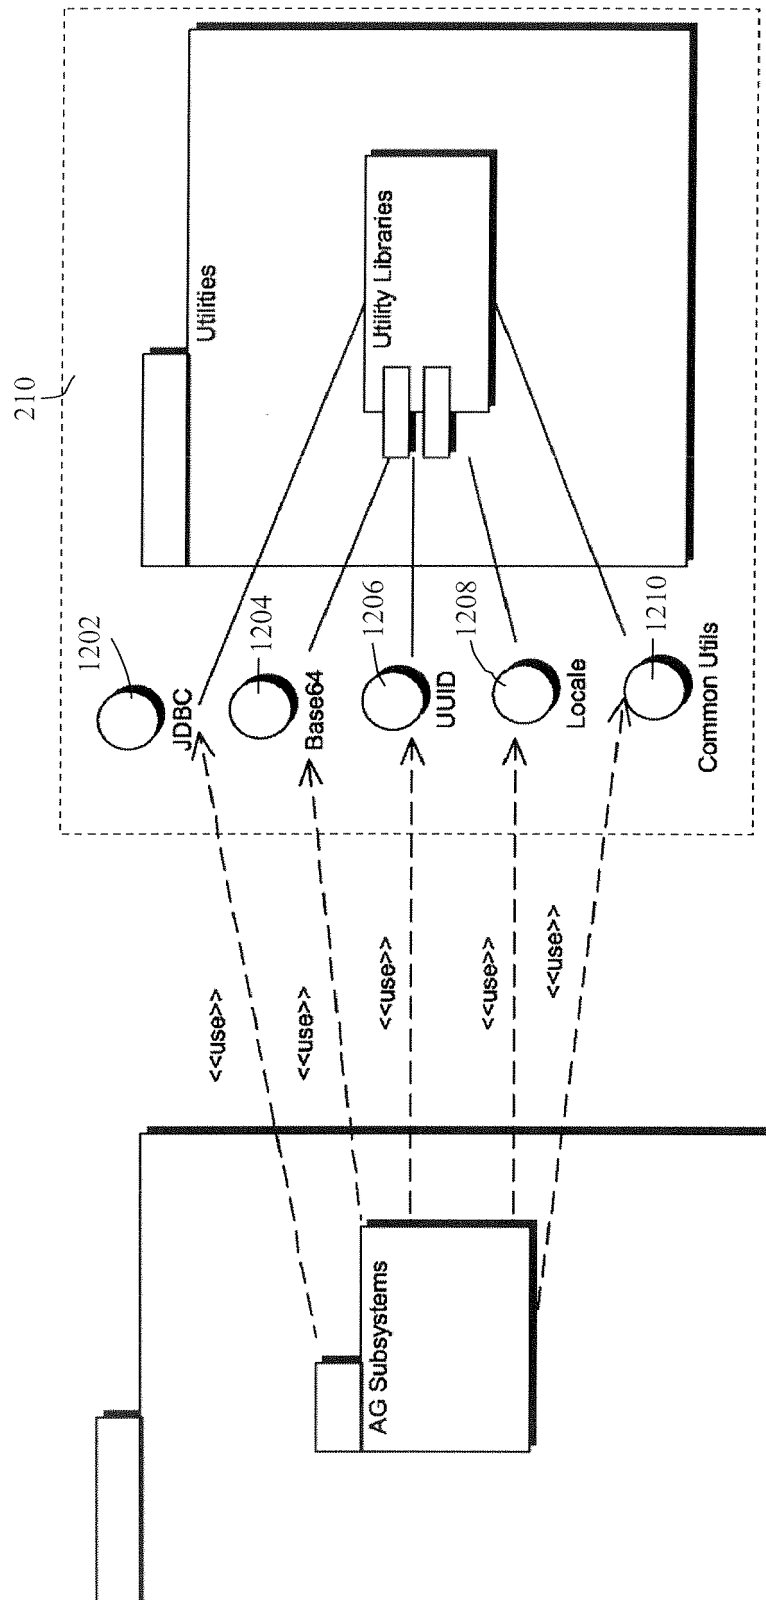 210
Utilities
Utility Libraries
1202
JDBC
1204
Base64
1206
UUID
1208
Locale
1210
Common Utils
<<use>>
<<use>>
<<use>>
<<use>>
<<use>>
AG Subsystems